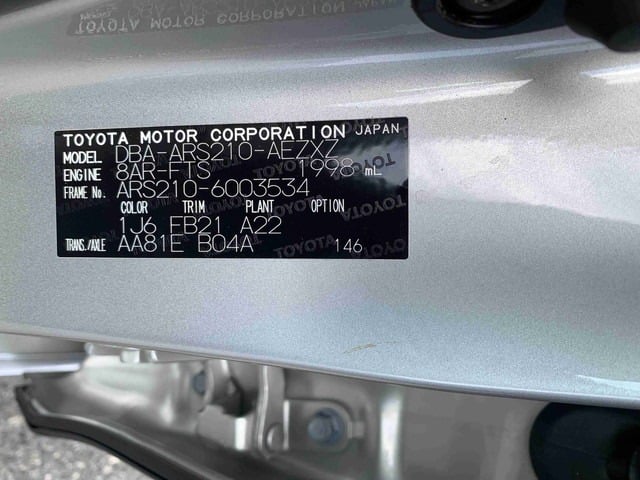 TOYOTA MOTOR CORPORATION JAPAN
MODEL DBA-ARS210-AEZXZ
ENGINE 8AR-FTS 1998 mL
FRAME No. ARS210-6003534
COLOR TRIM PLANT OPTION
1J6 EB21 A22
TRANS./AXLE AA81E B04A 146